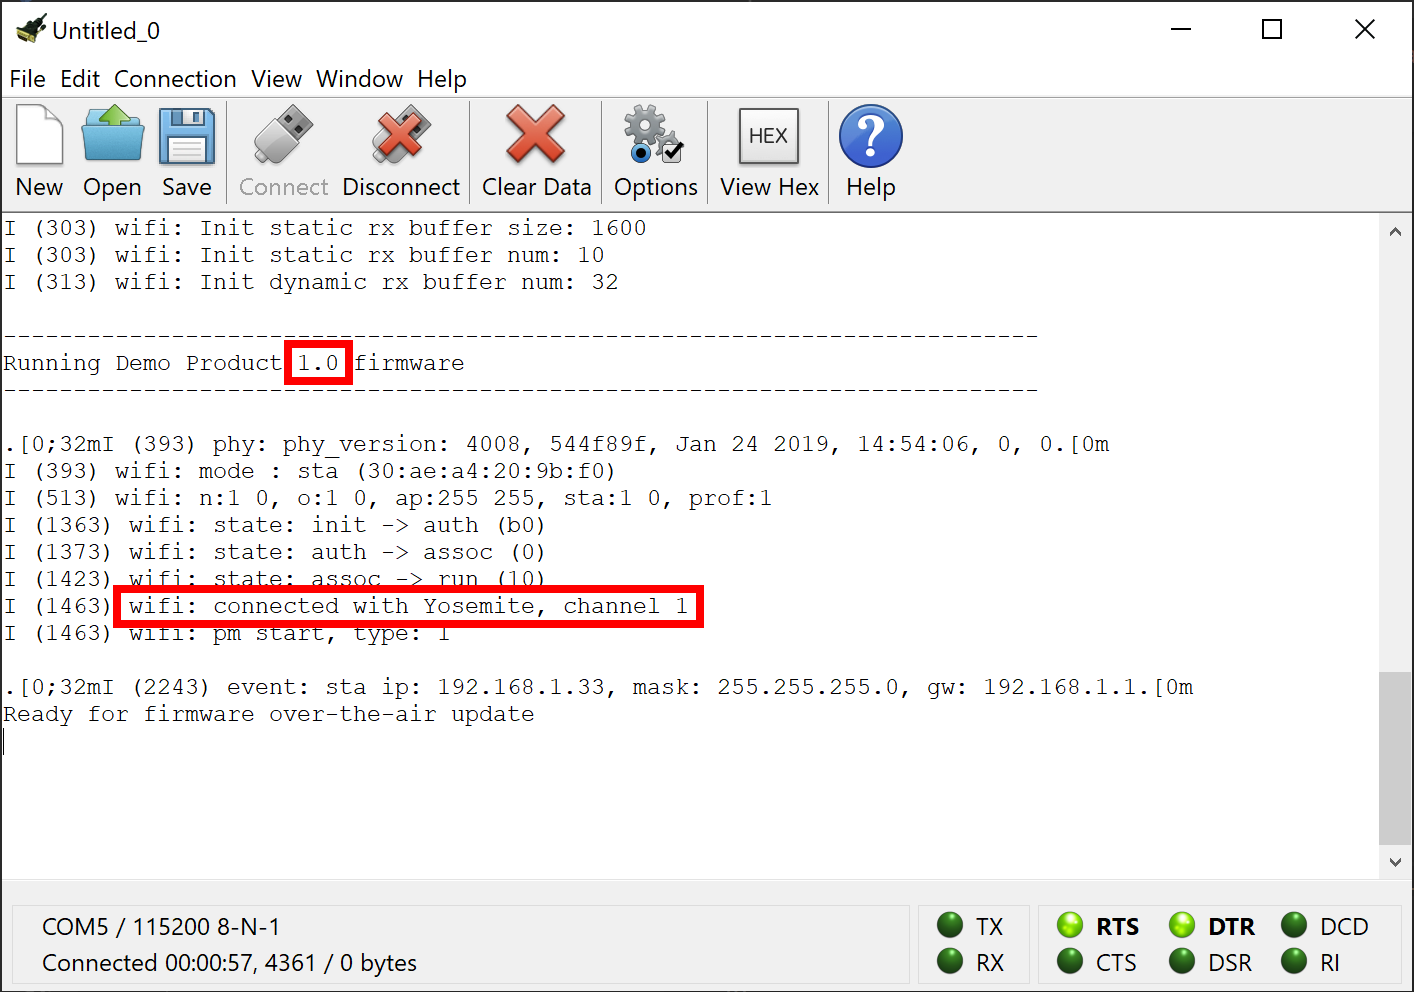 Untitled_0
File Edit Connection View Window Help
HEX
New Open Save Connect Disconnect Clear Data Options View Hex Help
I (303) wifi: Init static rx buffer size: 1600
I (303) wifi: Init static rx buffer num: 10
I (313) wifi: Init dynamic rx buffer num: 32
--------------------------------------------------------------------------
Running Demo Product 1.0 firmware
--------------------------------------------------------------------------
.[0;32mI (393) phy: phy_version: 4008, 544f89f, Jan 24 2019, 14:54:06, 0, 0.[0m
I (393) wifi: mode : sta (30:ae:a4:20:9b:f0)
I (513) wifi: n:1 0, o:1 0, ap:255 255, sta:1 0, prof:1
I (1363) wifi: state: init -> auth (b0)
I (1373) wifi: state: auth -> assoc (0)
I (1423) wifi: state: assoc -> run (10)
I (1463) wifi: connected with Yosemite, channel 1
I (1463) wifi: pm start, type: 1
.[0;32mI (2243) event: sta ip: 192.168.1.33, mask: 255.255.255.0, gw: 192.168.1.1.[0m
Ready for firmware over-the-air update
COM5 / 115200 8-N-1
Connected 00:00:57, 4361 / 0 bytes
TX RTS DTR DCD
RX CTS DSR RI